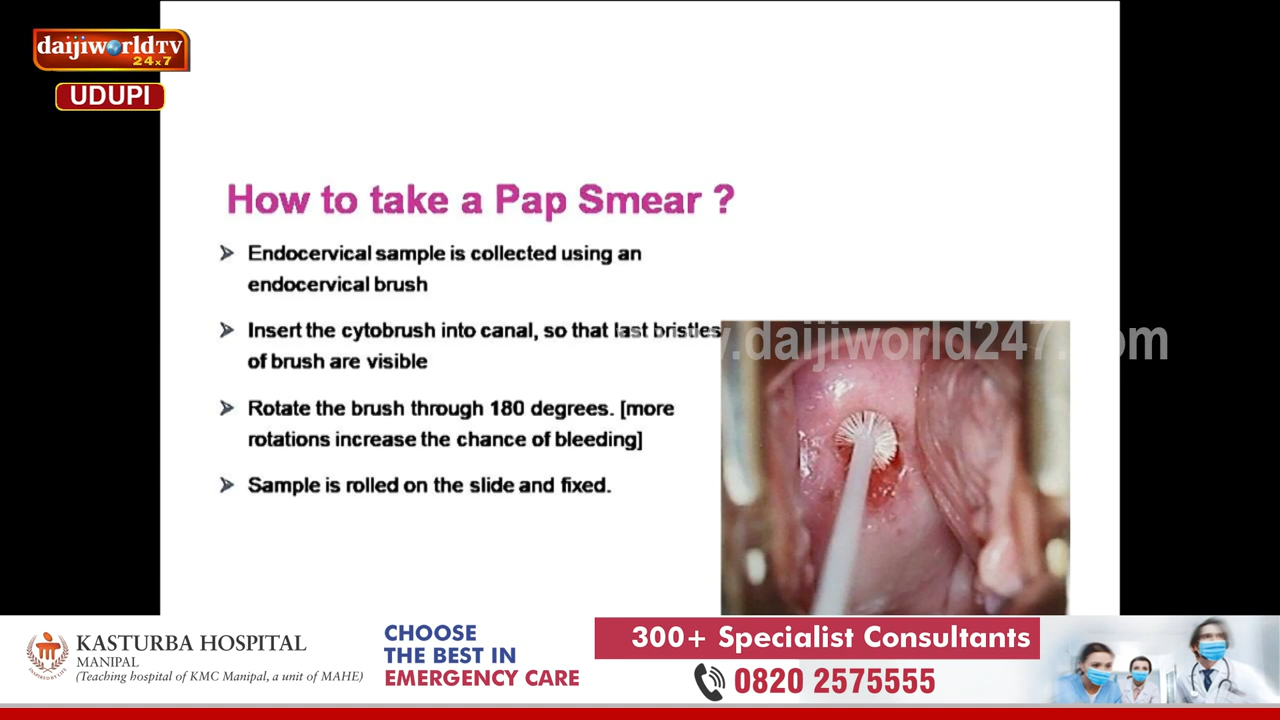 daijiworldTV
24x7
UDUPI
How to take a Pap Smear ?
Endocervical sample is collected using an
endocervical brush
Insert the cytobrush into canal, so that last bristles
of brush are visible
www.daijiworld247.com
Rotate the brush through 180 degrees. [more
rotations increase the chance of bleeding]
Sample is rolled on the slide and fixed.
KASTURBA HOSPITAL
MANIPAL
(Teaching hospital of KMC Manipal, a unit of MAHE)
CHOOSE
THE BEST IN
EMERGENCY CARE
300+ Specialist Consultants
0820 2575555